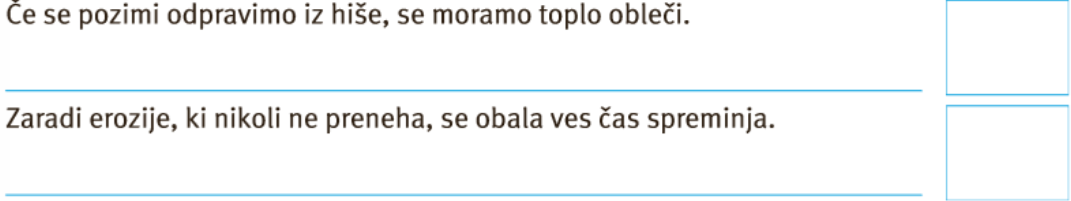 Če se pozimi odpravimo iz hiše, se moramo toplo obleči.
Zaradi erozije, ki nikoli ne preneha, se obala ves čas spreminja.